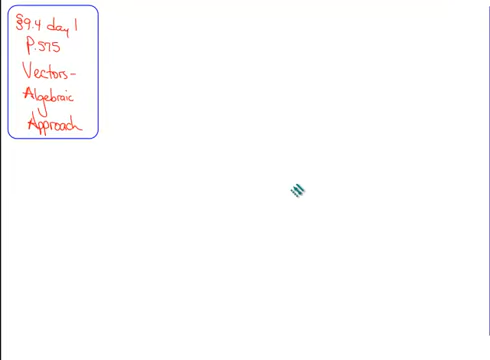 §9.4 day 1
P.575
Vectors-
Algebraic
Approach